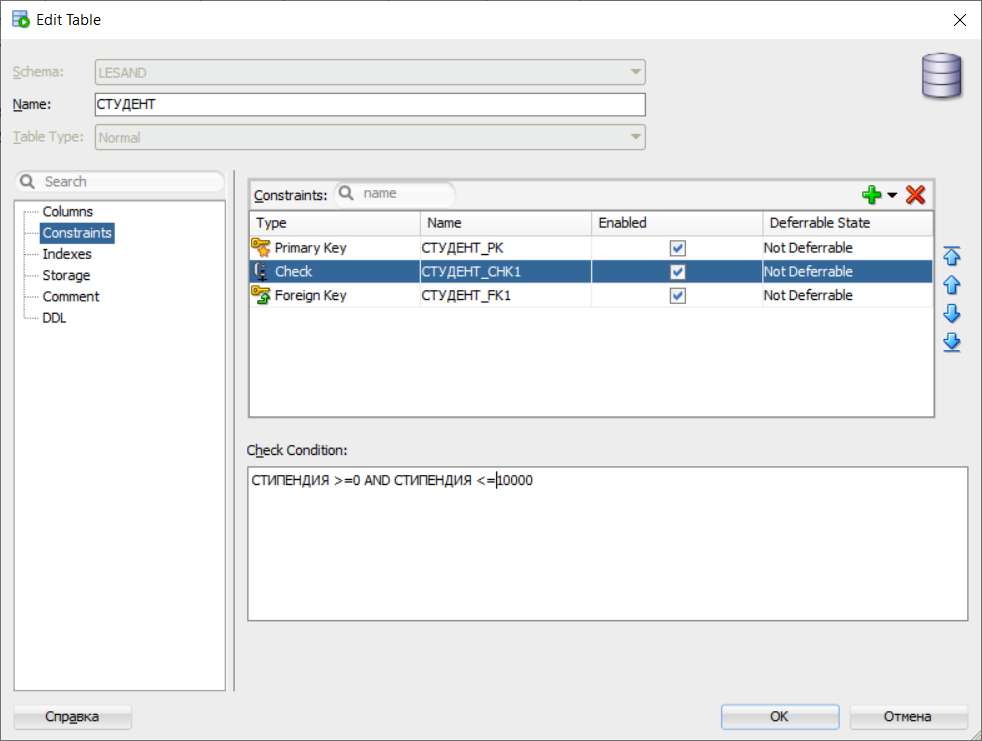 Edit Table
Schema: LESAND
Name: СТУДЕНТ
Table Type: Normal
Search
Columns
Constraints
Indexes
Storage
Comment
DDL
Constraints: name
Type Name Enabled Deferrable State
Primary Key СТУДЕНТ_PK Not Deferrable
Check СТУДЕНТ_CHK1 Not Deferrable
Foreign Key СТУДЕНТ_FK1 Not Deferrable
Check Condition:
СТИПЕНДИЯ >=0 AND СТИПЕНДИЯ <=10000
Справка
OK
Отмена